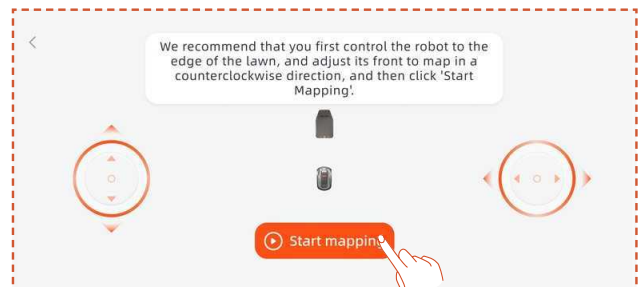 We recommend that you first control the robot to the
edge of the lawn, and adjust its front to map in a
counterclockwise direction, and then click 'Start
Mapping'.
Start mapping